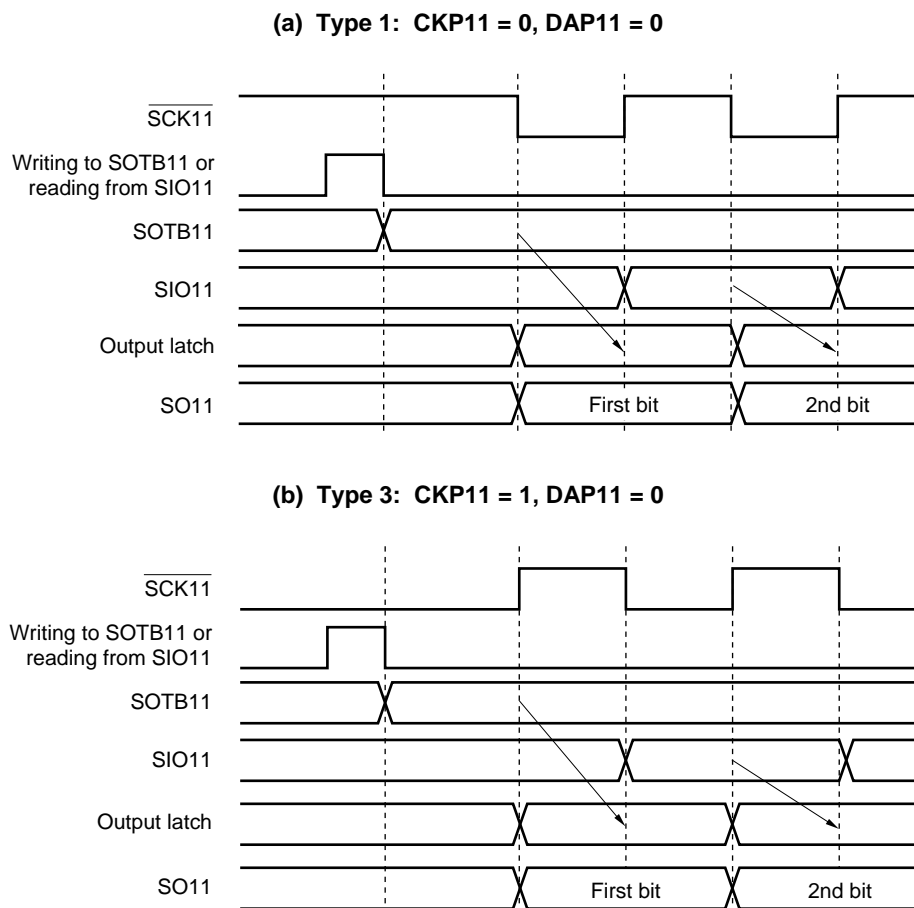 (a) Type 1: CKP11 = 0, DAP11 = 0
SCK11
Writing to SOTB11 or
reading from SIO11
SOTB11
SIO11
Output latch
SO11
First bit
2nd bit
(b) Type 3: CKP11 = 1, DAP11 = 0
SCK11
Writing to SOTB11 or
reading from SIO11
SOTB11
SIO11
Output latch
SO11
First bit
2nd bit